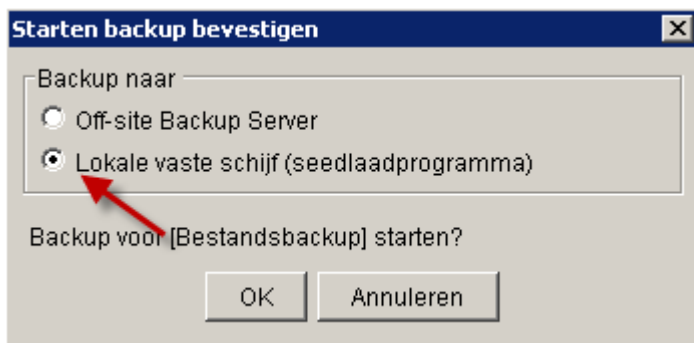 Starten backup bevestigen
Backup naar
Off-site Backup Server
Lokale vaste schijf (seedlaadprogramma)
Backup voor [Bestandsbackup] starten?
OK
Annuleren